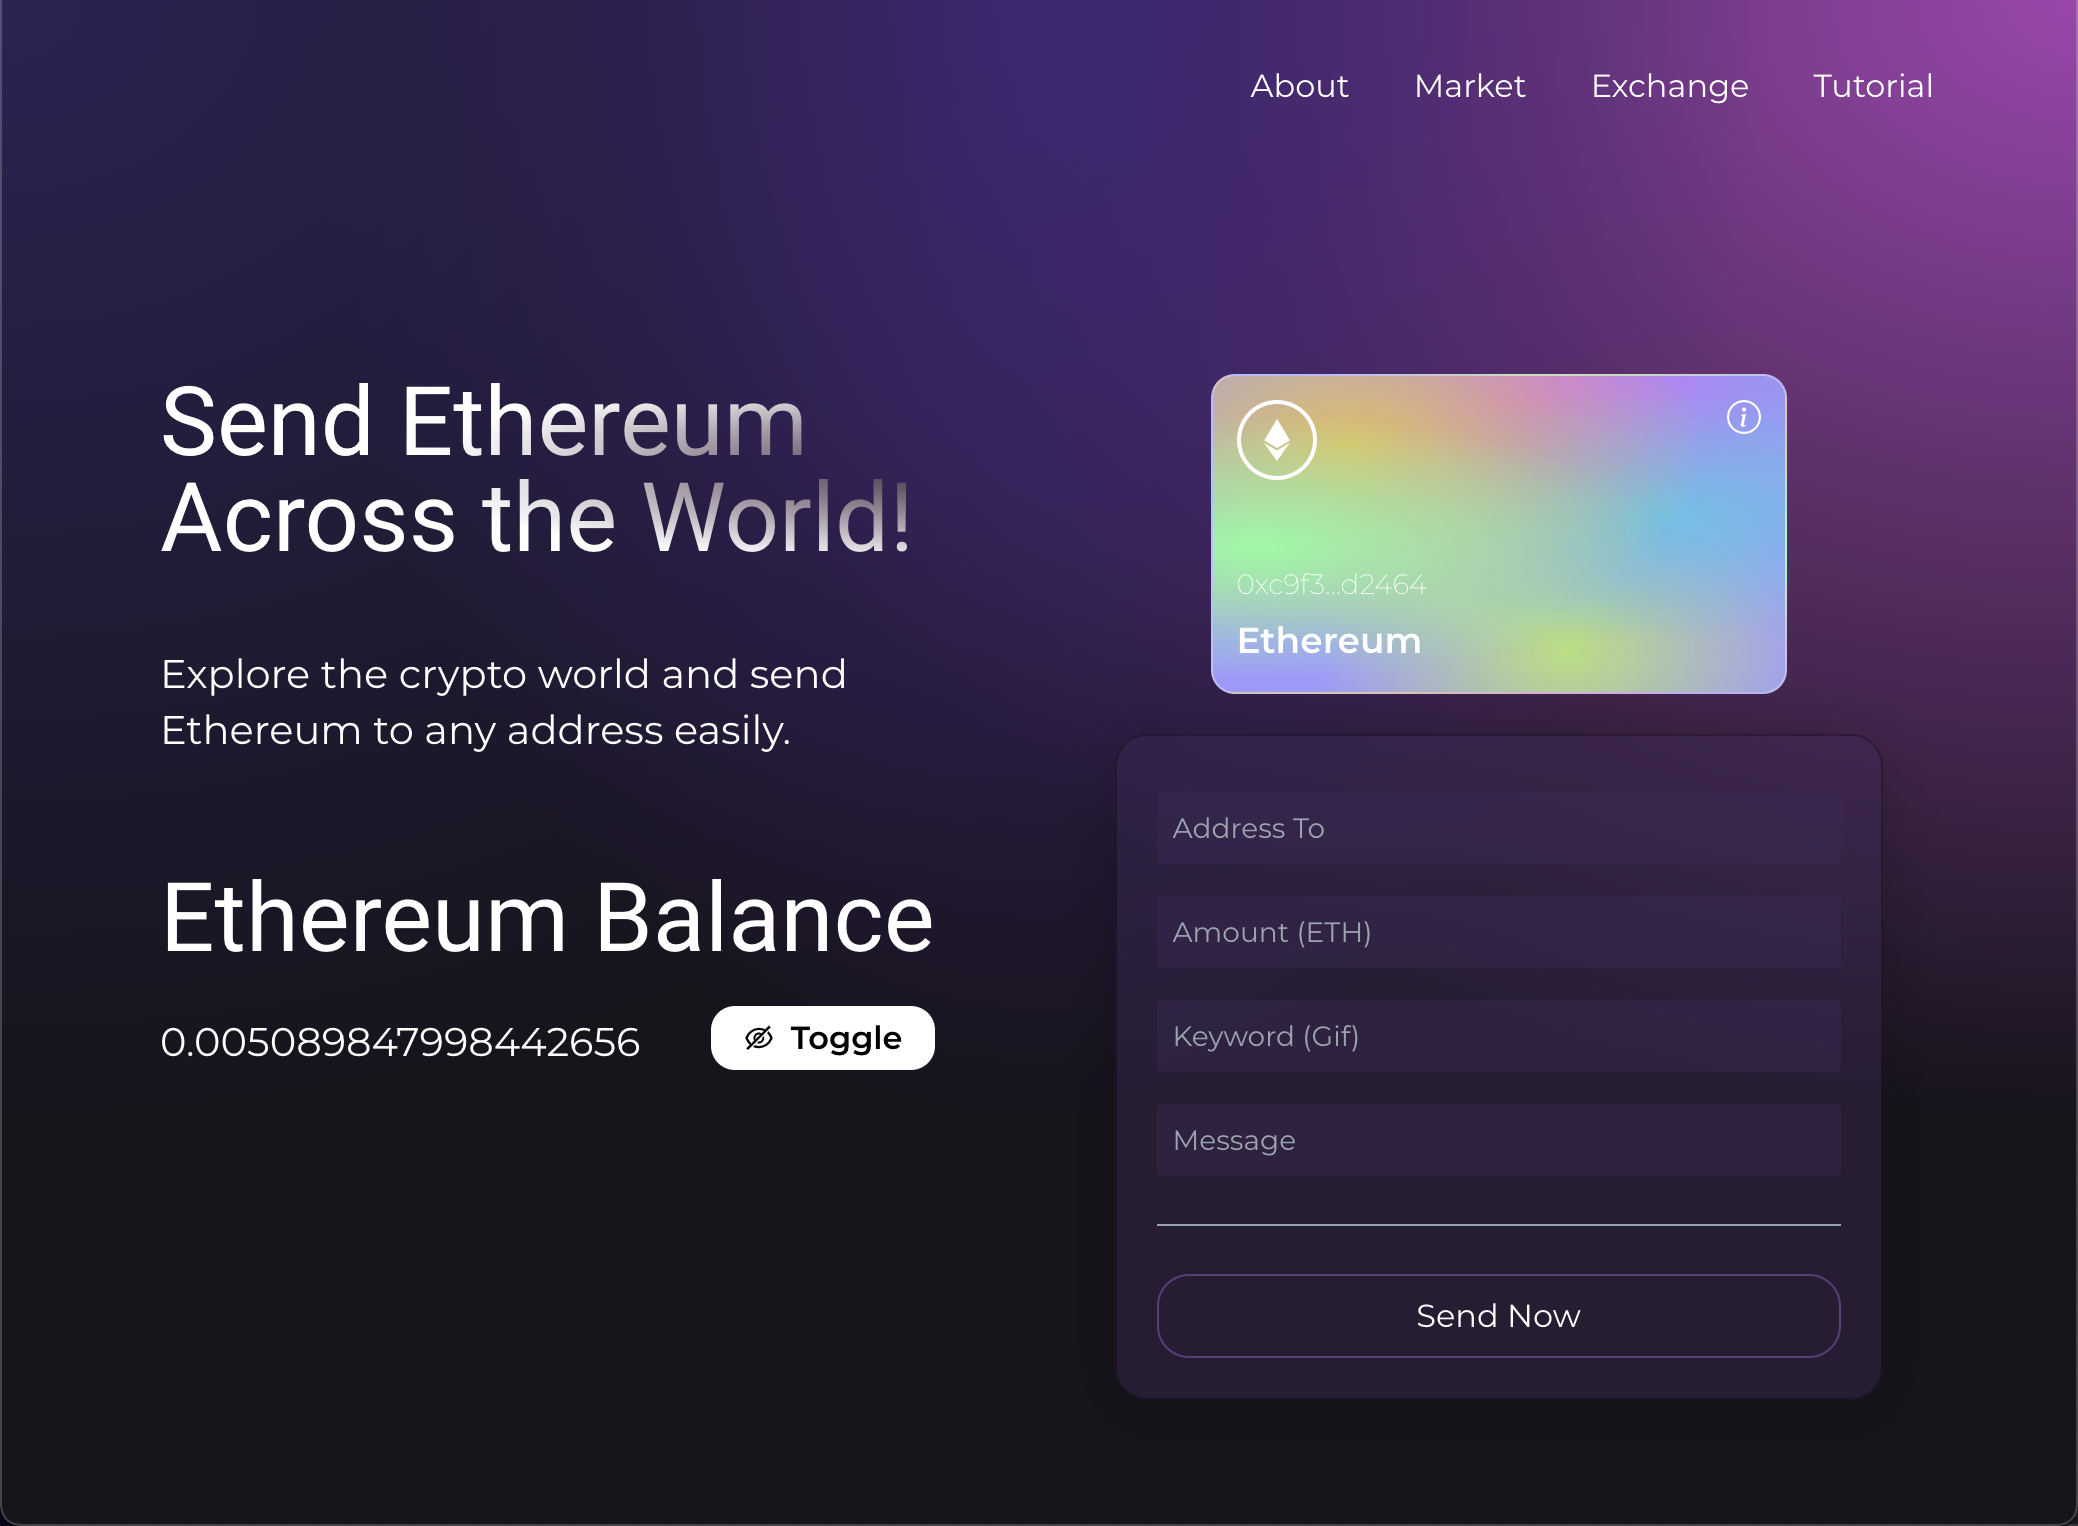 About Market Exchange Tutorial
Send Ethereum
Across the World!
Explore the crypto world and send
Ethereum to any address easily.
Ethereum Balance
0.005089847998442656 Toggle
i
0xc9f3...d2464
Ethereum
Address To
Amount (ETH)
Keyword (Gif)
Message
Send Now